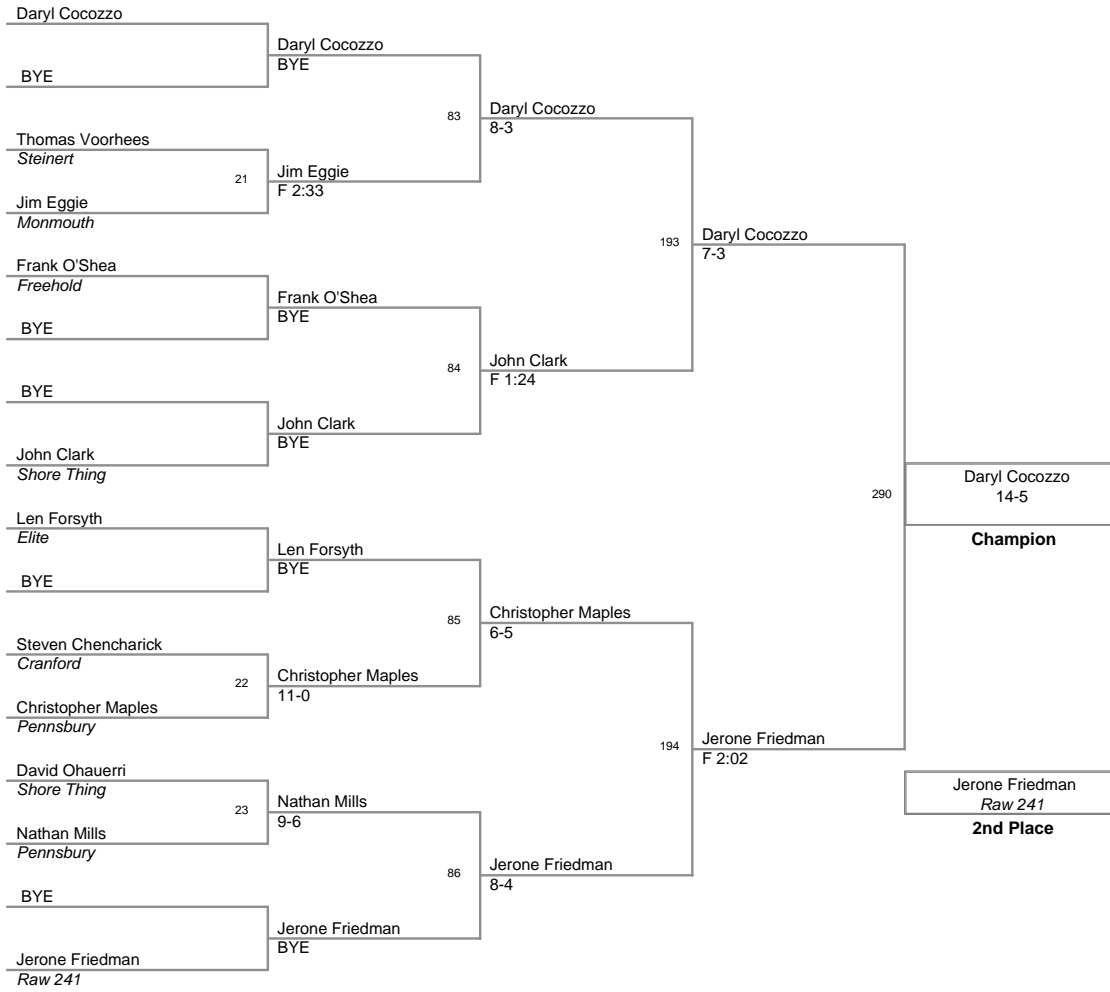 Daryl Cocozzo
BYE
Thomas Voorhees
Steinert
Jim Eggie
Monmouth
Frank O'Shea
Freehold
BYE
BYE
John Clark
Shore Thing
Len Forsyth
Elite
BYE
Steven Chencharick
Cranford
Christopher Maples
Pennsbury
David Ohauerri
Shore Thing
Nathan Mills
Pennsbury
BYE
Jerone Friedman
Raw 241
21
22
23
Daryl Cocozzo
BYE
Jim Eggie
F 2:33
Frank O'Shea
BYE
John Clark
BYE
Len Forsyth
BYE
Christopher Maples
11-0
Nathan Mills
9-6
Jerone Friedman
BYE
83
84
85
86
Daryl Cocozzo
8-3
John Clark
F 1:24
Christopher Maples
6-5
Jerone Friedman
8-4
193
194
Daryl Cocozzo
7-3
Jerone Friedman
F 2:02
290
Daryl Cocozzo
14-5
Champion
Jerone Friedman
Raw 241
2nd Place